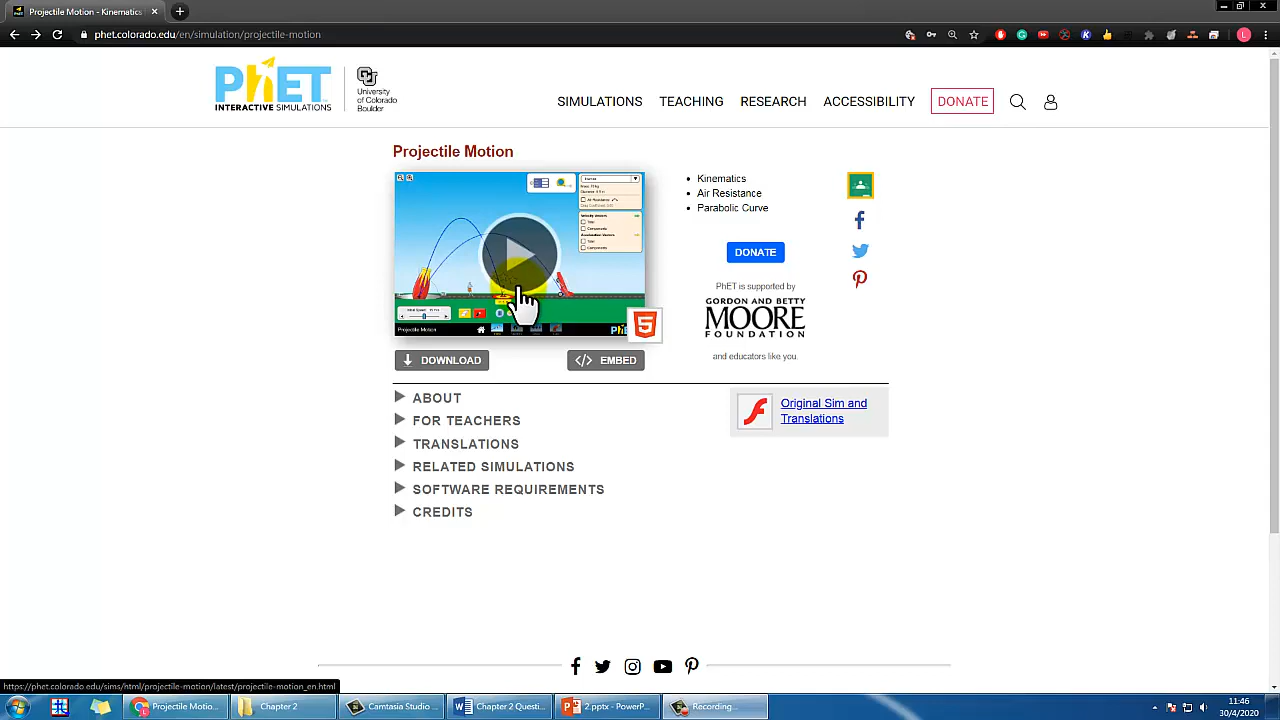 Projectile Motion - Kinematics
phet.colorado.edu/en/simulation/projectile-motion
PhET
INTERACTIVE SIMULATIONS
University
of Colorado
Boulder
SIMULATIONS
TEACHING
RESEARCH
ACCESSIBILITY
DONATE
Projectile Motion
Projectile Motion
DOWNLOAD
EMBED
Kinematics
Air Resistance
Parabolic Curve
DONATE
PhET is supported by
GORDON AND BETTY
MOORE
FOUNDATION
and educators like you.
ABOUT
FOR TEACHERS
TRANSLATIONS
RELATED SIMULATIONS
SOFTWARE REQUIREMENTS
CREDITS
Original Sim and
Translations
https://phet.colorado.edu/sims/html/projectile-motion/latest/projectile-motion_en.html
Projectile Motio...
Chapter 2
Camtasia Studio ...
Chapter 2 Questi...
2.pptx - PowerP...
Recording...
11:46
30/4/2020